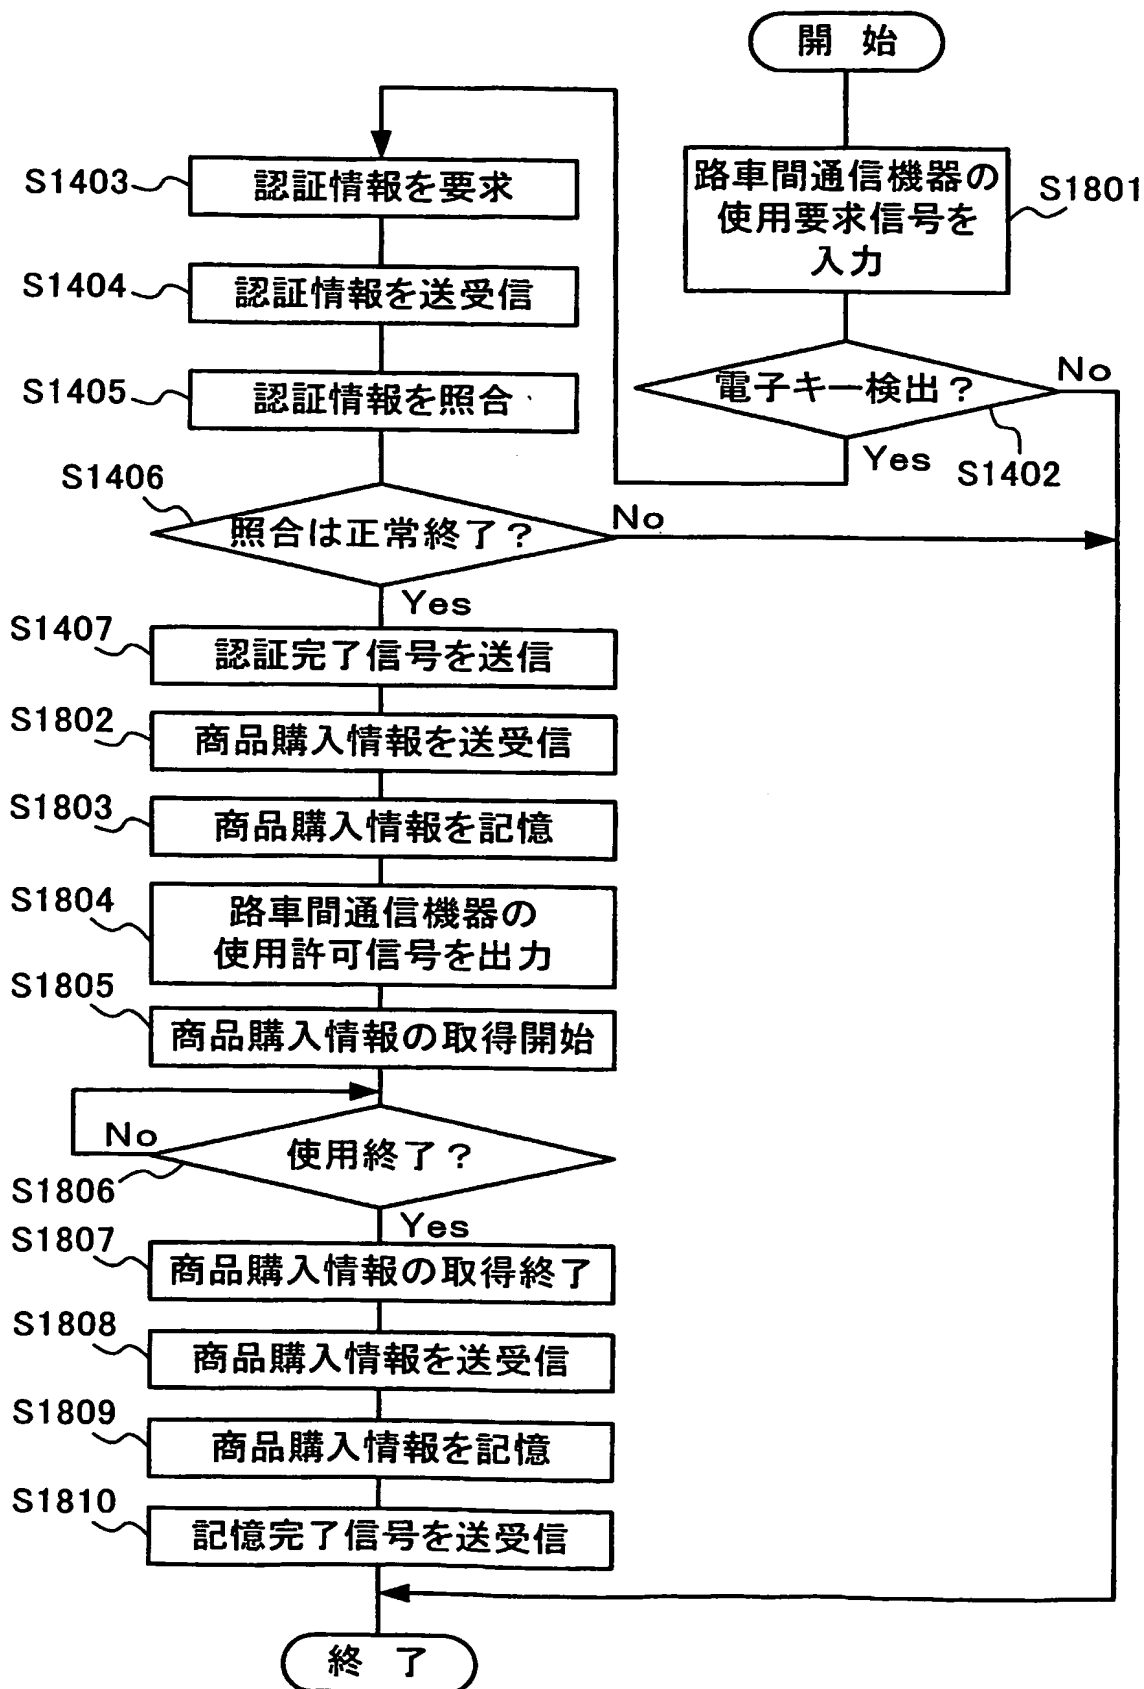 開 始
路車間通信機器の
使用要求信号を
入力
S1801
電子キー検出？
No
Yes
S1402
S1403
認証情報を要求
S1404
認証情報を送受信
S1405
認証情報を照合
S1406
照合は正常終了？
No
Yes
S1407
認証完了信号を送信
S1802
商品購入情報を送受信
S1803
商品購入情報を記憶
S1804
路車間通信機器の
使用許可信号を出力
S1805
商品購入情報の取得開始
No
使用終了？
S1806
Yes
S1807
商品購入情報の取得終了
S1808
商品購入情報を送受信
S1809
商品購入情報を記憶
S1810
記憶完了信号を送受信
終 了